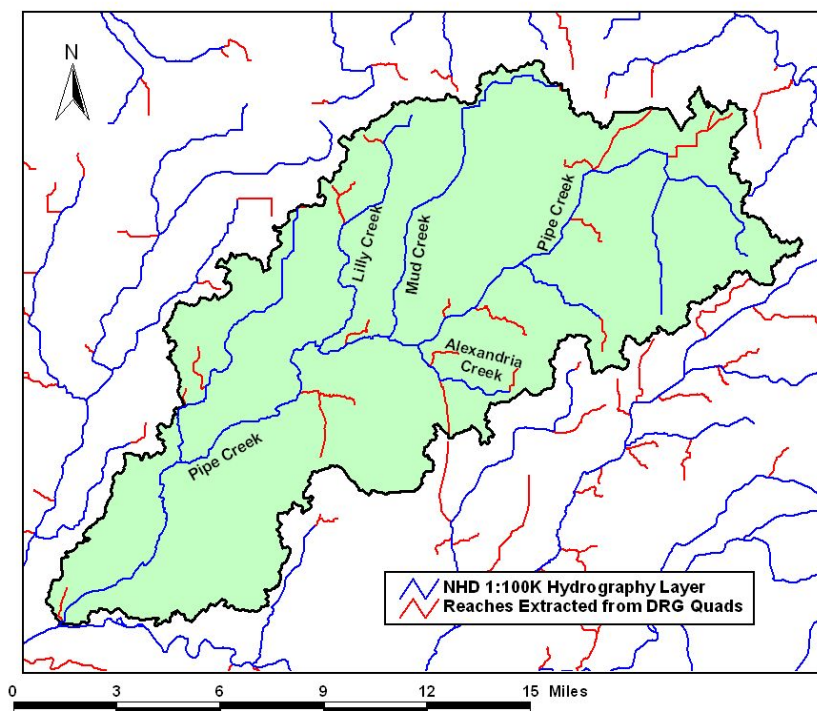 N
Lilly Creek
Mud Creek
Pipe Creek
Alexandria
Creek
Pipe Creek
NHD 1:100K Hydrography Layer
Reaches Extracted from DRG Quads
0 3 6 9 12 15 Miles